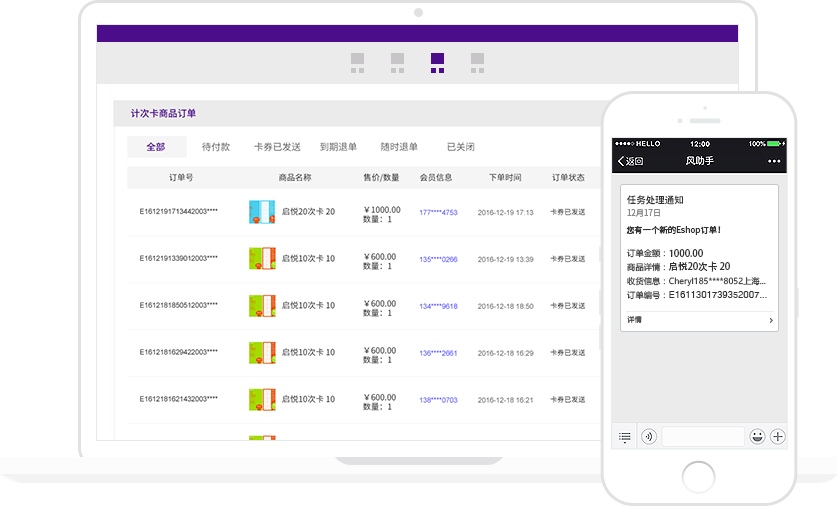 计次卡商品订单
全部 待付款 卡券已发送 到期退单 随时退单 已关闭
订单号 商品名称 售价/数量 会员信息 下单时间 订单状态
E1612191713442003**** 启悦20次卡 20 ￥1000.00 数量：1 177****4753 2016-12-19 17.13 卡券已发送
E1612191339012003**** 启悦10次卡 10 ￥600.00 数量：1 135****0266 2016-12-19 13.39 卡券已发送
E1612181850512003**** 启悦10次卡 10 ￥600.00 数量：1 134****9618 2016-12-18 18:50 卡券已发送
E1612181629422003**** 启悦10次卡 10 ￥600.00 数量：1 136****2661 2016-12-18 16:29 卡券已发送
E1612181621432003**** 启悦10次卡 10 ￥600.00 数量：1 138****0703 2016-12-18 16:21 卡券已发送
HELLO 12:00 100%
返回 风助手
任务处理通知
12月17日
您有一个新的Eshop订单！
订单金额：1000.00
商品详情：启悦20次卡 20
收货信息：Cheryl185****8052上海...
订单编号：E1611301739352007...
详情